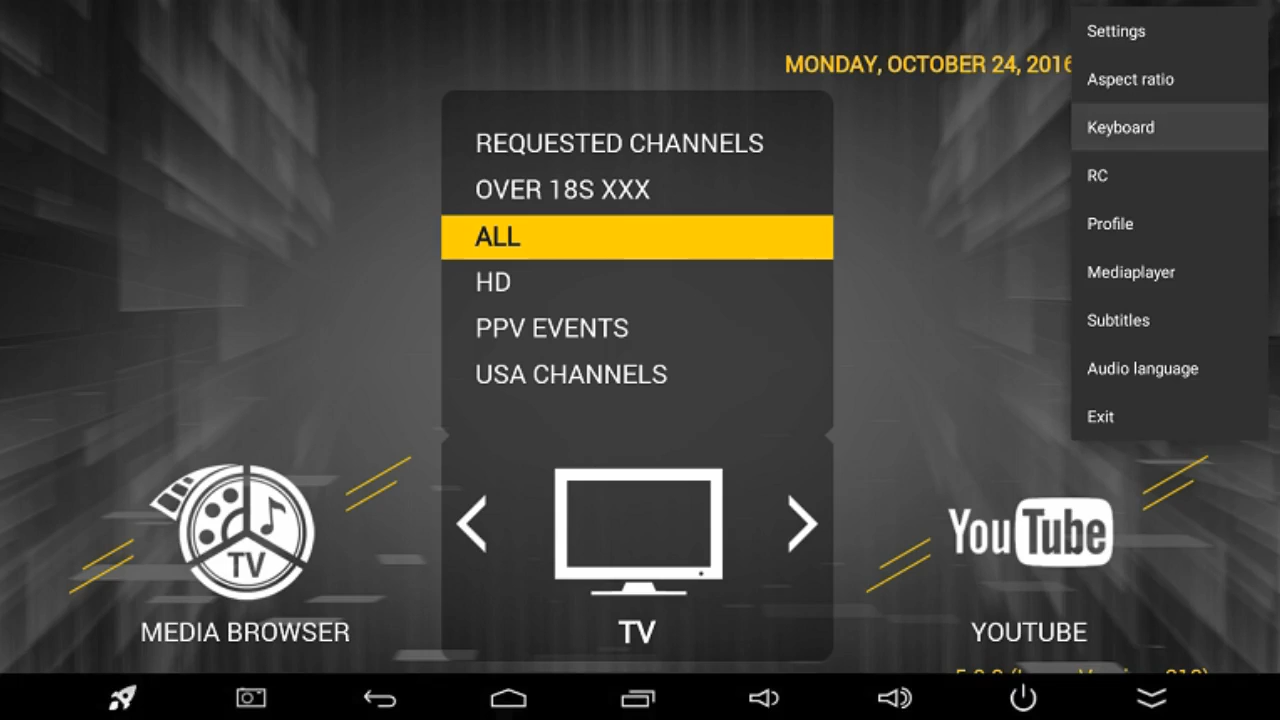 Settings
MONDAY, OCTOBER 24, 2016
Aspect ratio
Keyboard
RC
Profile
Mediaplayer
Subtitles
Audio language
Exit
REQUESTED CHANNELS
OVER 18S XXX
ALL
HD
PPV EVENTS
USA CHANNELS
TV
MEDIA BROWSER
TV
YouTube
YOUTUBE